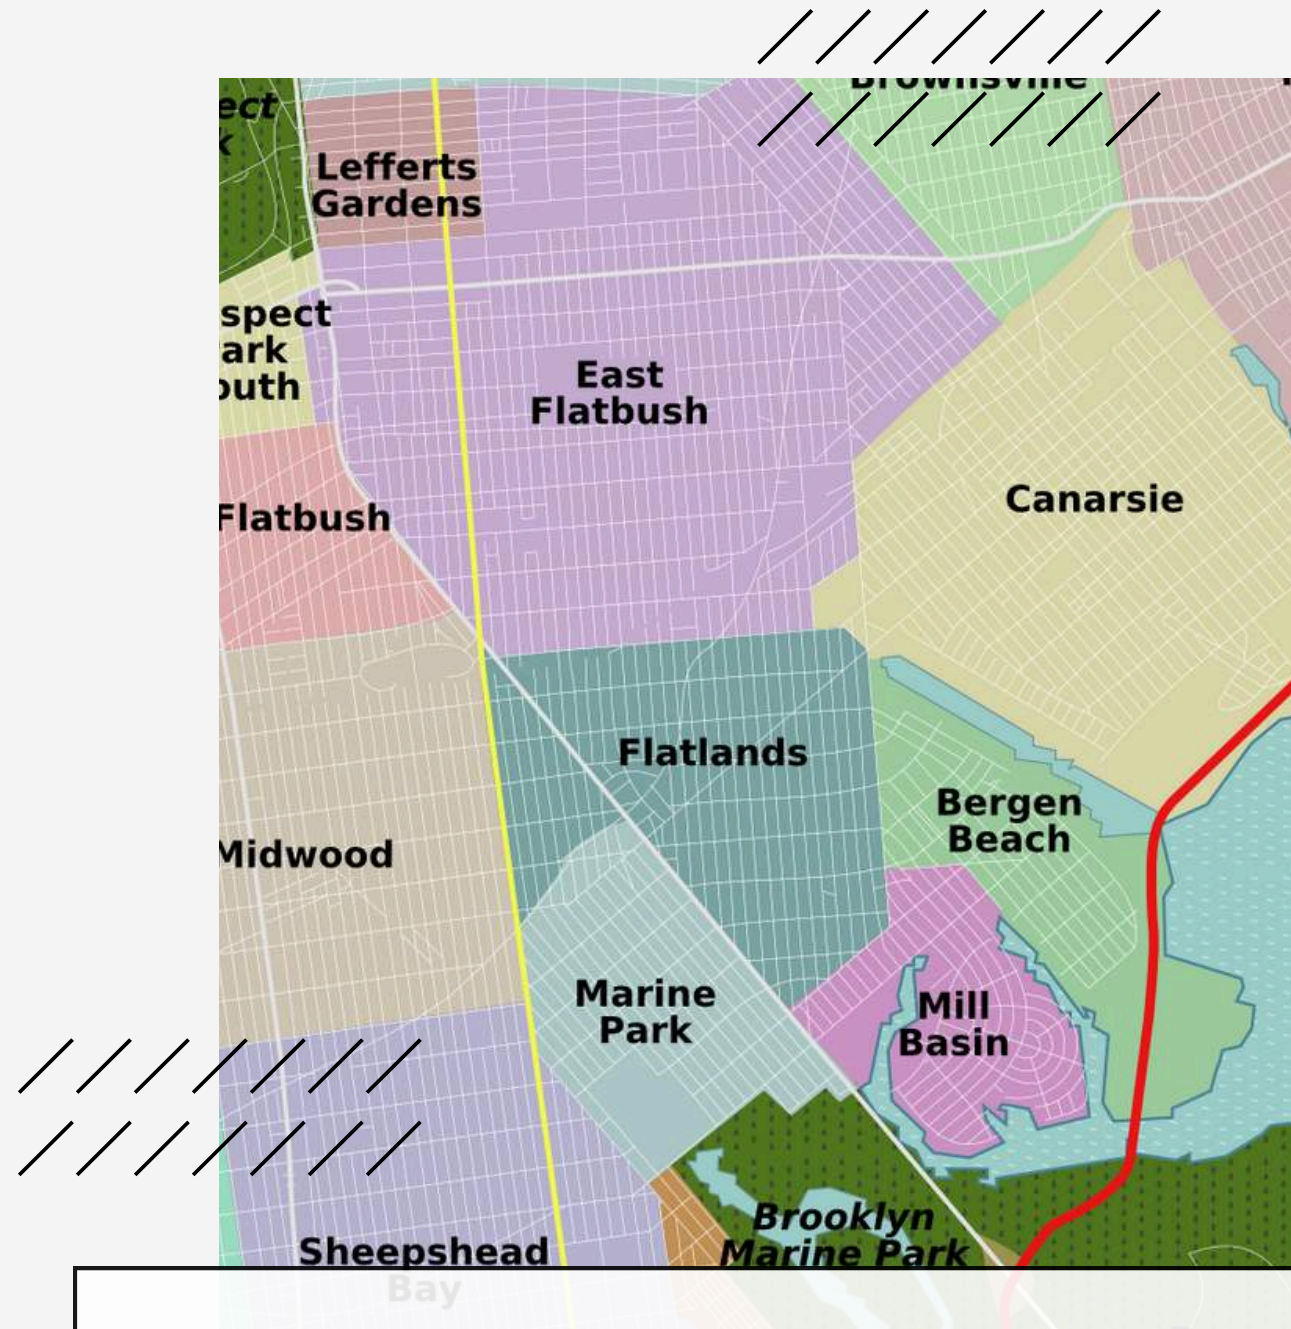 Brownsville
ect
k
Lefferts
Gardens
spect
ark
outh
East
Flatbush
Canarsie
Flatbush
Flatlands
Bergen
Beach
Midwood
Marine
Park
Mill
Basin
Brooklyn
Marine Park
Sheepshead
Bay